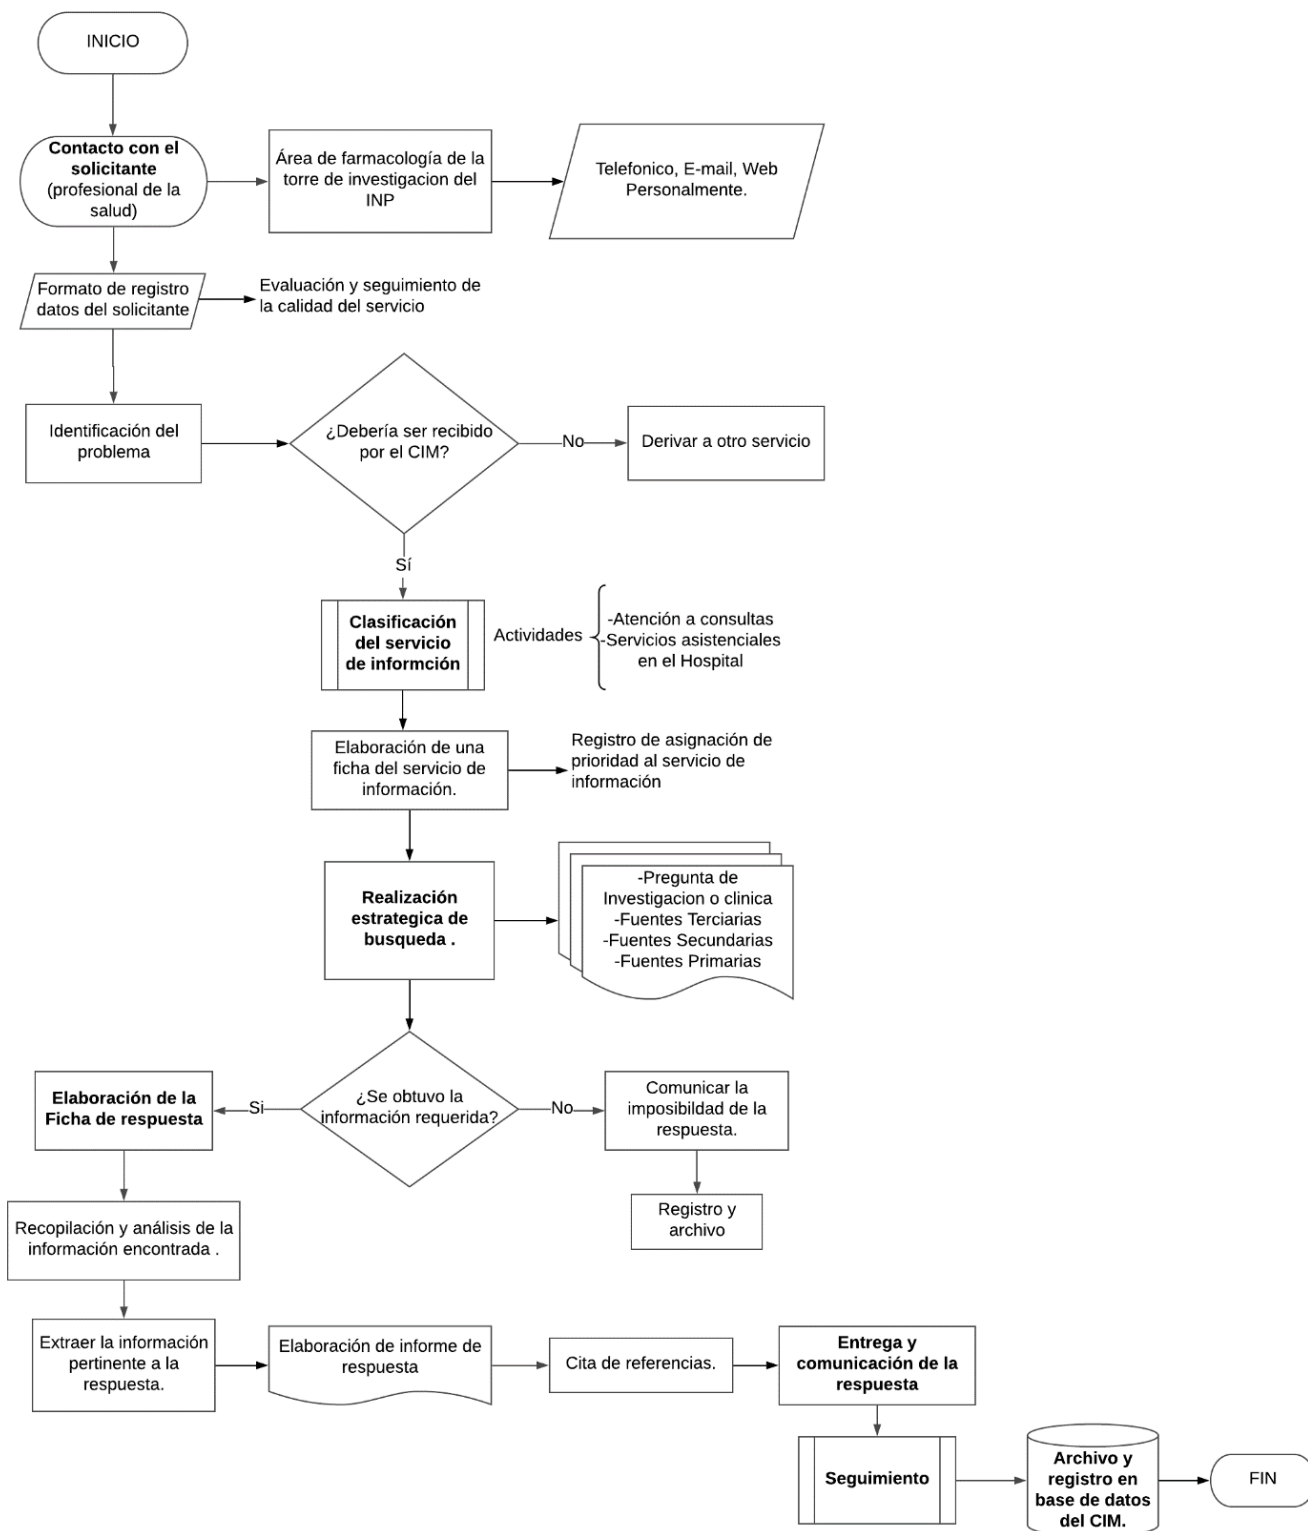 INICIO
Contacto con el
solicitante
(profesional de la
salud)
Área de farmacología de la
torre de investigacion del
INP
Telefonico, E-mail, Web
Personalmente.
Formato de registro
datos del solicitante
Evaluación y seguimiento de
la calidad del servicio
Identificación del
problema
¿Debería ser recibido
por el CIM?
No
Derivar a otro servicio
Sí
Clasificación
del servicio
de informción
Actividades
-Atención a consultas
-Servicios asistenciales
en el Hospital
Elaboración de una
ficha del servicio de
información.
Registro de asignación de
prioridad al servicio de
información
Realización
estrategica de
busqueda .
-Pregunta de
Investigacion o clinica
-Fuentes Terciarias
-Fuentes Secundarias
-Fuentes Primarias
¿Se obtuvo la
información requerida?
Si
Elaboración de la
Ficha de respuesta
No
Comunicar la
imposibildad de la
respuesta.
Registro y
archivo
Recopilación y análisis de la
información encontrada .
Extraer la información
pertinente a la
respuesta.
Elaboración de informe de
respuesta
Cita de referencias.
Entrega y
comunicación de la
respuesta
Seguimiento
Archivo y
registro en
base de datos
del CIM.
FIN